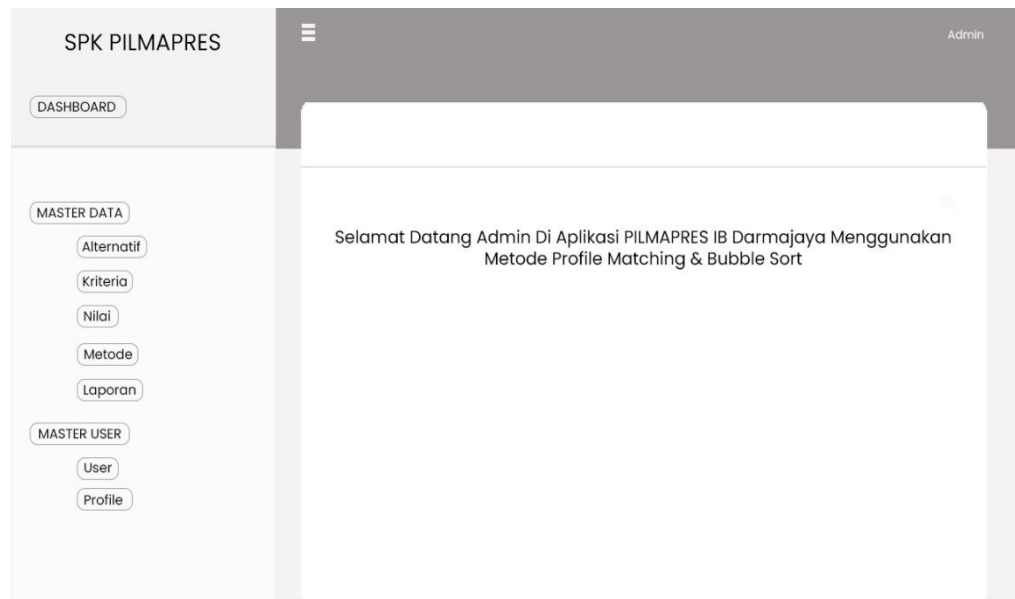 SPK PILMAPRES
Admin
DASHBOARD
MASTER DATA
Alternatif
Kriteria
Nilai
Metode
Laporan
MASTER USER
User
Profile
Selamat Datang Admin Di Aplikasi PILMAPRES IB Darmajaya Menggunakan
Metode Profile Matching & Bubble Sort